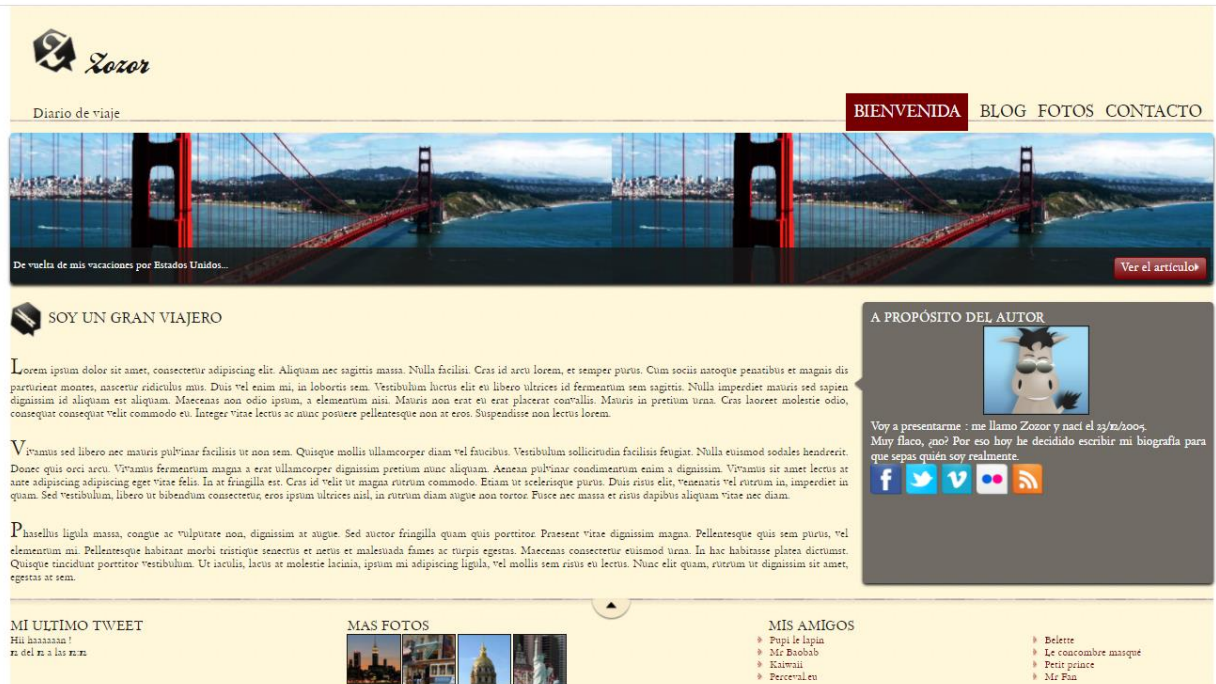 Zozor
Diario de viaje
BIENVENIDA BLOG FOTOS CONTACTO
De vuelta de mis vacaciones por Estados Unidos...
Ver el artículo
SOY UN GRAN VIAJERO
Lorem ipsum dolor sit amet, consectetur adipiscing elit. Aliquam nec sagittis massa. Nulla facilisi. Cras id arcu lorem, et semper purus. Cum sociis natoque penatibus et magnis dis
parturient montes, nascetur ridiculus mus. Duis vel enim mi, in lobortis sem. Vestibulum luctus elit eu libero ultrices id fermentum sem sagittis. Nulla imperdiet mauris sed sapien
dignissim id aliquam est aliquam. Maecenas non odio ipsum, a elementum nisi. Mauris non erat eu erat placerat convallis. Mauris in pretium urna. Cras laoreet molestie odio,
consequat consequat velit commodo eu. Integer vitae lectus ac nunc posuere pellentesque non at eros. Suspendisse non lectus lorem.
Vivamus sed libero nec mauris pulvinar facilisis ut non sem. Quisque mollis ullamcorper diam vel faucibus. Vestibulum sollicitudin facilisis feugiat. Nulla euismod sodales hendrerit.
Donec quis orci arcu. Vivamus fermentum magna a erat ullamcorper dignissim pretium nunc aliquam. Aenean pulvinar condimentum enim a dignissim. Vivamus sit amet lectus at
ante adipiscing adipiscing eget vitae felis. In at fringilla est. Cras id velit ut magna rutrum commodo. Etiam ut scelerisque purus. Duis risus elit, venenatis vel rutrum in, imperdiet in
quam. Sed vestibulum, libero ut bibendum consectetur, eros ipsum ultrices nisl, in rutrum diam augue non tortor. Fusce nec massa et risus dapibus aliquam vitae nec diam.
Phasellus ligula massa, congue ac vulputate non, dignissim at augue. Sed auctor fringilla quam quis porttitor. Praesent vitae dignissim magna. Pellentesque quis sem purus, vel
elementum mi. Pellentesque habitant morbi tristique senectus et netus et malesuada fames ac turpis egestas. Maecenas consectetur euismod urna. In hac habitasse platea dictumst.
Quisque tincidunt porttitor vestibulum. Ut iaculis, lacus at molestie lacinia, ipsum mi adipiscing ligula, vel mollis sem risus eu lectus. Nunc elit quam, rutrum ut dignissim sit amet,
egestas at sem.
A PROPÓSITO DEL AUTOR
Voy a presentarme : me llamo Zozor y nací el 23/12/2005.
Muy flaco, ¿no? Por eso hoy he decidido escribir mi biografía para
que sepas quién soy realmente.
MI ULTIMO TWEET
Hii haaaaaan !
12 del 12 a las 12:12
MAS FOTOS
MIS AMIGOS
Pupi le lapin
Mr Baobab
Kaiwaii
Perceval.eu
Belette
Le concombre masqué
Petit prince
Mr Fan